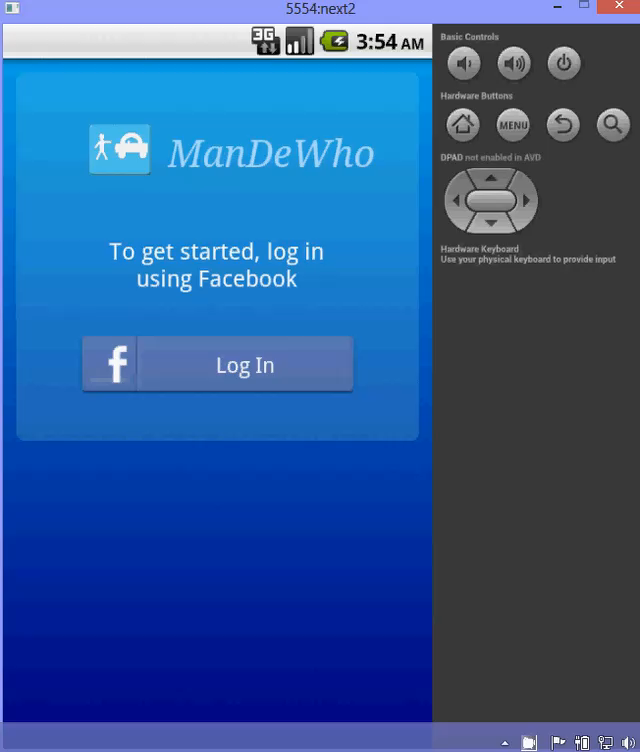 5554:next2
3G
3:54 AM
ManDeWho
To get started, log in
using Facebook
f
Log In
Basic Controls
Hardware Buttons
MENU
DPAD not enabled in AVD
Hardware Keyboard
Use your physical keyboard to provide input